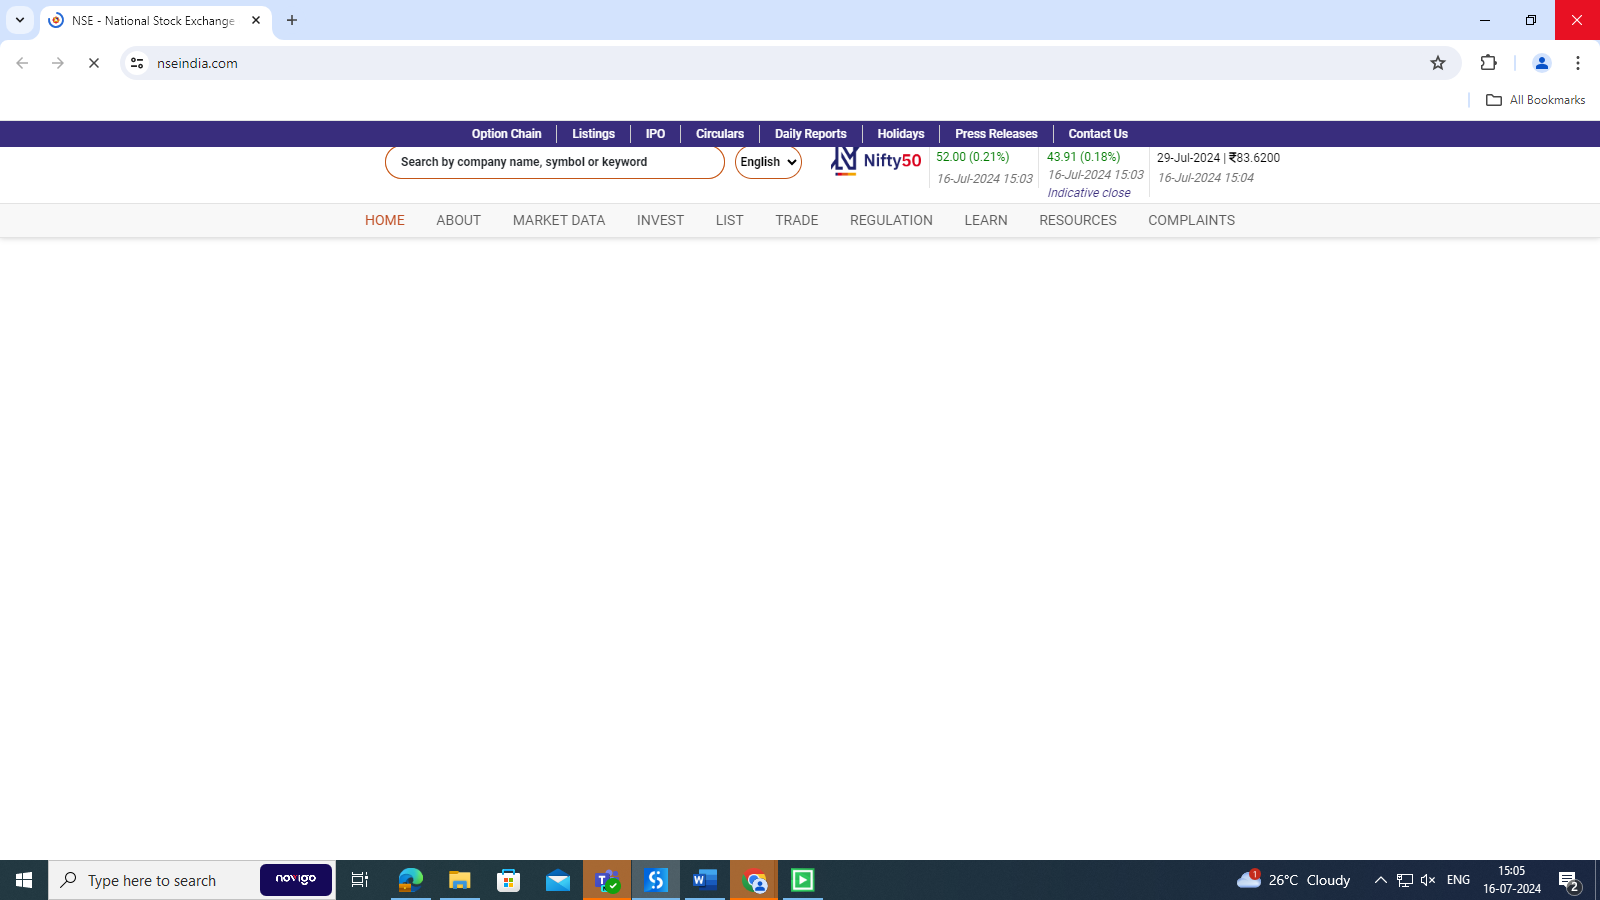 NSE - National Stock Exchange
nseindia.com
All Bookmarks
Option Chain
Listings
IPO
Circulars
Daily Reports
Holidays
Press Releases
Contact Us
Search by company name, symbol or keyword
English
Nifty50
52.00 (0.21%)
16-Jul-2024 15:03
43.91 (0.18%)
16-Jul-2024 15:03
Indicative close
29-Jul-2024 | ₹83.6200
16-Jul-2024 15:04
HOME
ABOUT
MARKET DATA
INVEST
LIST
TRADE
REGULATION
LEARN
RESOURCES
COMPLAINTS
Type here to search
novigo
1
26°C Cloudy
ENG
15:05
16-07-2024
2